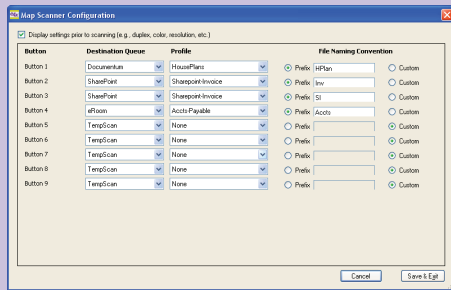 Map Scanner Configuration
Display settings prior to scanning (e.g., duplex, color, resolution, etc.)
Button Destination Queue Profile File Naming Convention
Button 1 Documentum HousePlans Prefix HPlan Custom
Button 2 SharePoint Sharepoint-Invoice Prefix Inv Custom
Button 3 SharePoint Sharepoint-Invoice Prefix SI Custom
Button 4 eRoom Accts-Payable Prefix Accts Custom
Button 5 TempScan None Prefix Custom
Button 6 TempScan None Prefix Custom
Button 7 TempScan None Prefix Custom
Button 8 TempScan None Prefix Custom
Button 9 TempScan None Prefix Custom
Cancel Save & Exit